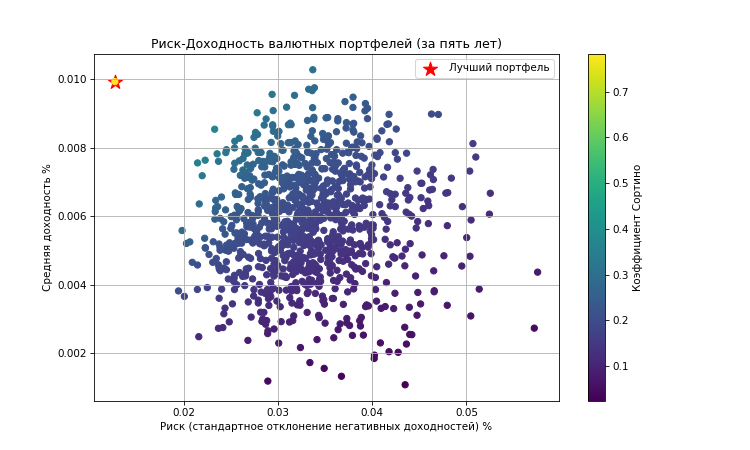 Риск-Доходность валютных портфелей (за пять лет)
Лучший портфель
0.010
0.008
0.006
0.004
0.002
Средняя доходность %
0.02 0.03 0.04 0.05
Риск (стандартное отклонение негативных доходностей) %
0.7
0.6
0.5
0.4
0.3
0.2
0.1
Коэффициент Сортино